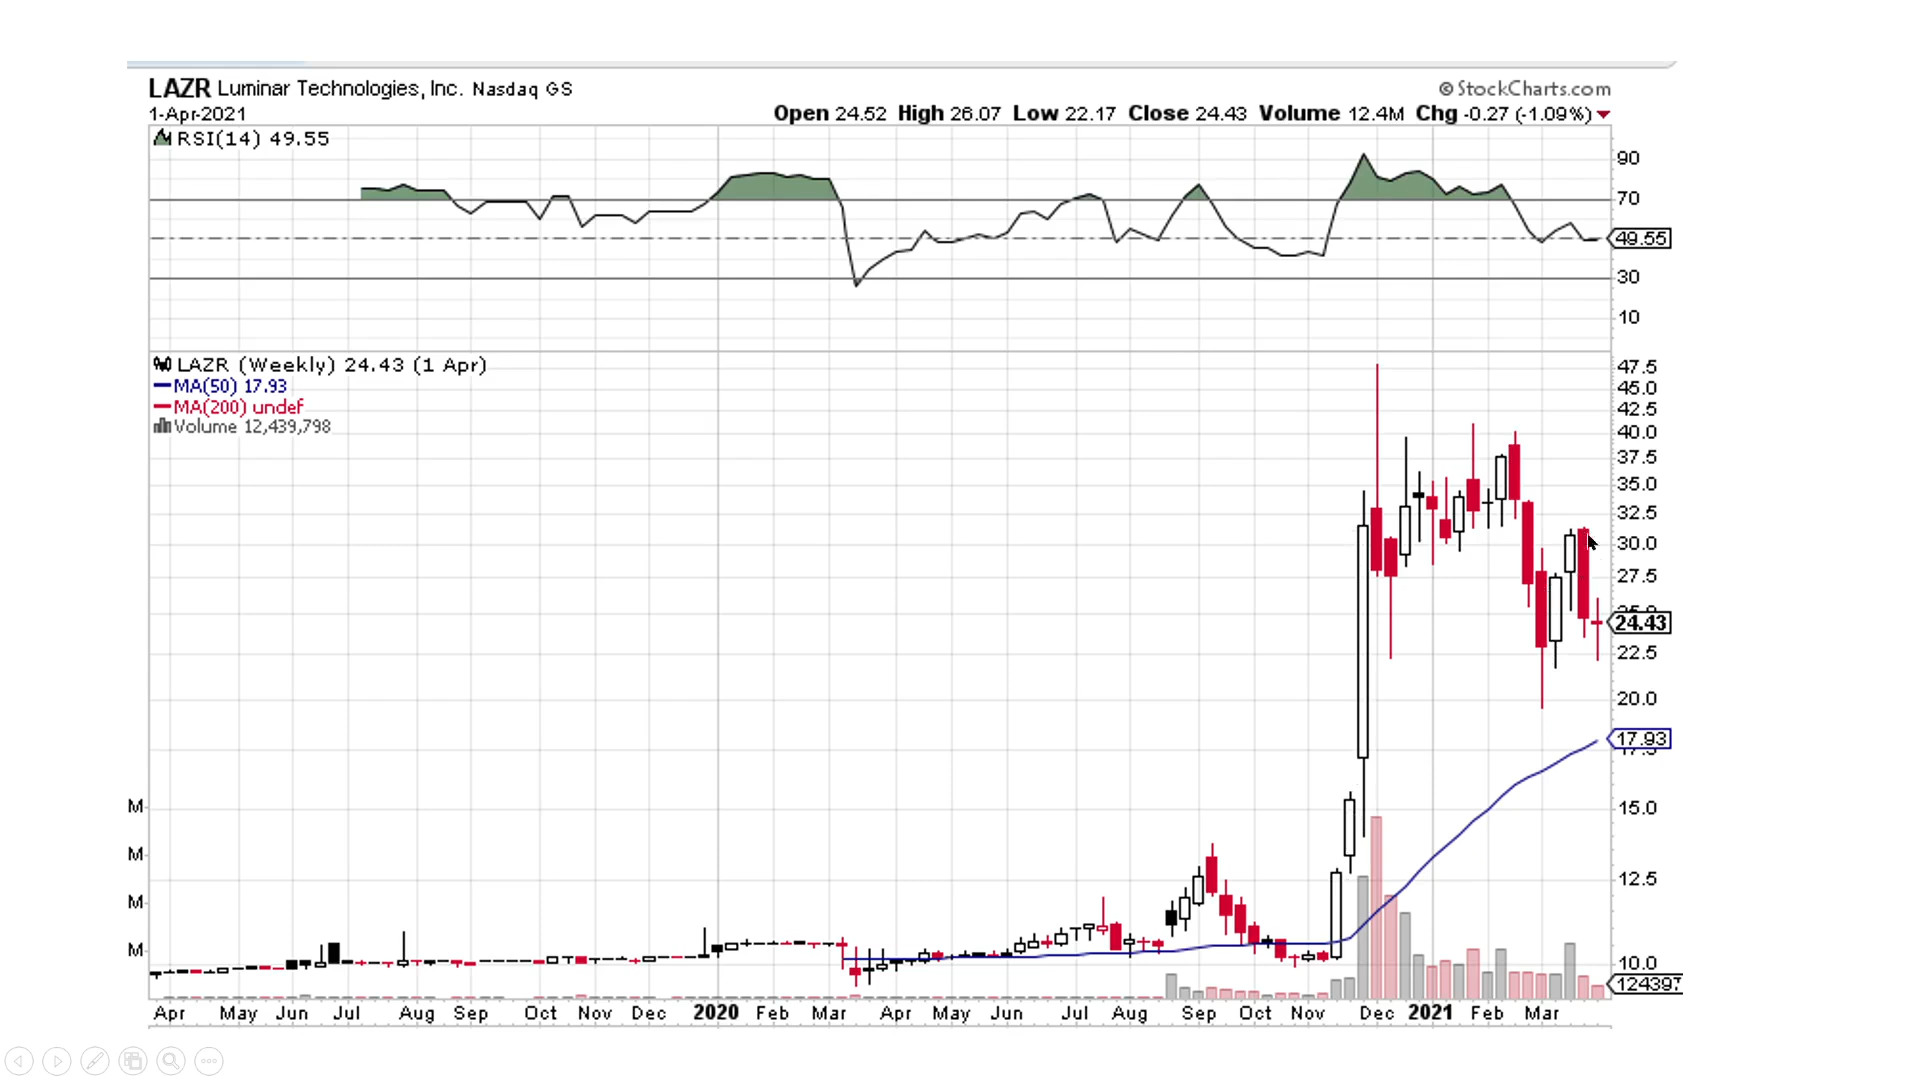 LAZR Luminar Technologies, Inc. Nasdaq GS
© StockCharts.com
1-Apr-2021
Open 24.52 High 26.07 Low 22.17 Close 24.43 Volume 12.4M Chg -0.27 (-1.09%)
RSI(14) 49.55
90
70
49.55
30
10
LAZR (Weekly) 24.43 (1 Apr)
MA(50) 17.93
MA(200) undef
Volume 12,439,798
47.5
45.0
42.5
40.0
37.5
35.0
32.5
30.0
27.5
24.43
22.5
20.0
17.93
M 15.0
M
12.5
M
M
10.0
124397
Apr May Jun Jul Aug Sep Oct Nov Dec 2020 Feb Mar Apr May Jun Jul Aug Sep Oct Nov Dec 2021 Feb Mar